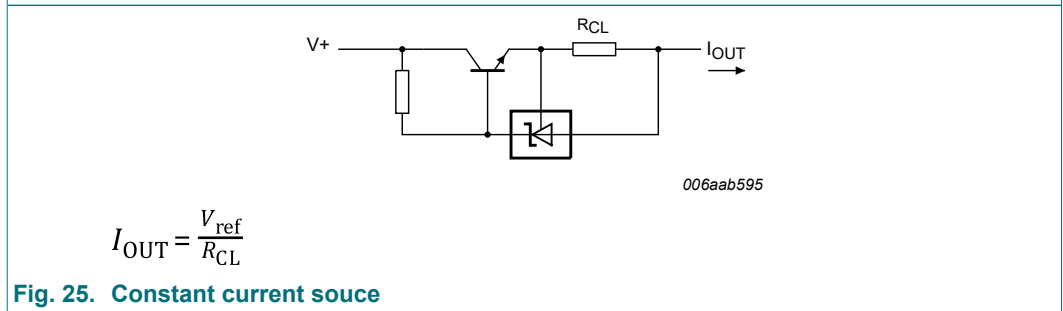 RCL
V+
IOUT
006aab595
IOUT = Vref / RCL
Fig. 25. Constant current souce